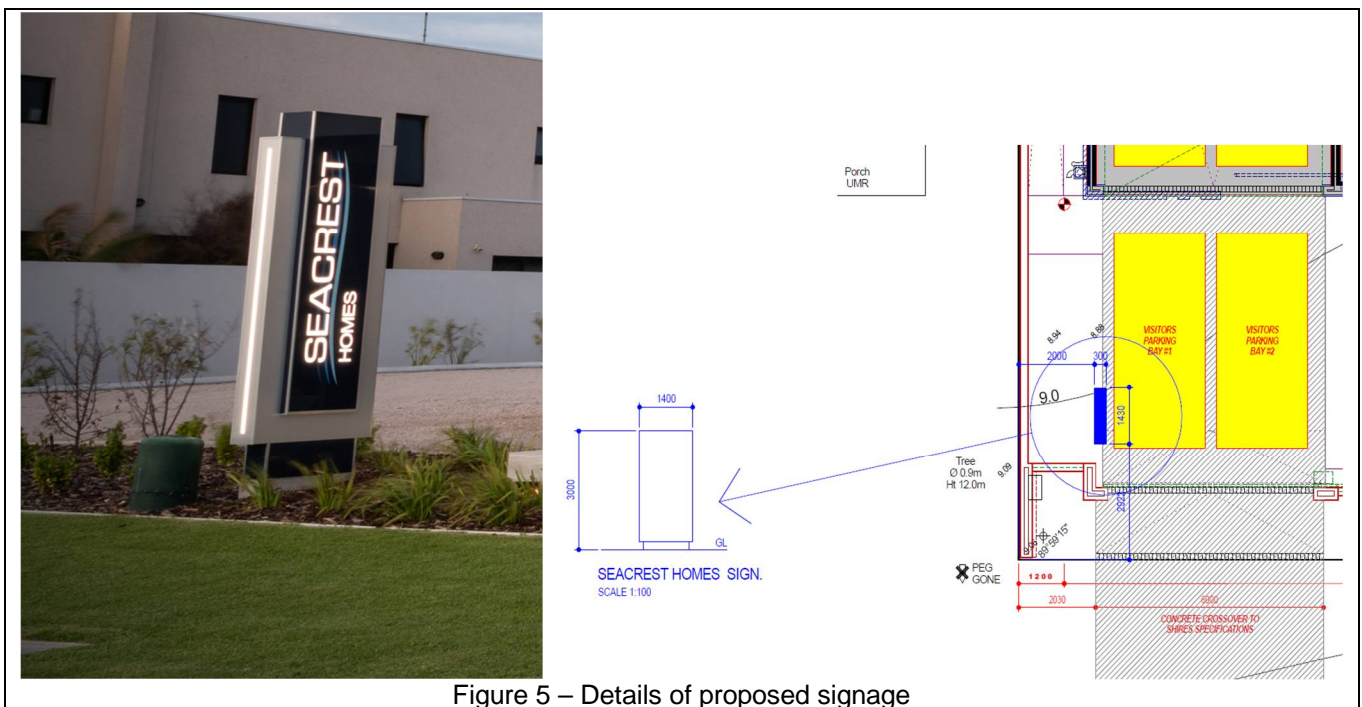 SEACREST
HOMES
Porch
UMR
VISITORS
PARKING
BAY #1
VISITORS
PARKING
BAY #2
8.94
8.88
2000
300
9.0
1430
1400
3000
GL
SEACREST HOMES SIGN.
SCALE 1:100
Tree
Ø 0.9m
Ht 12.0m
9.09
89°59'15"
PEG
GONE
1200
2030
6000
CONCRETE CROSSOVER TO
SHIRES SPECIFICATIONS
Figure 5 – Details of proposed signage